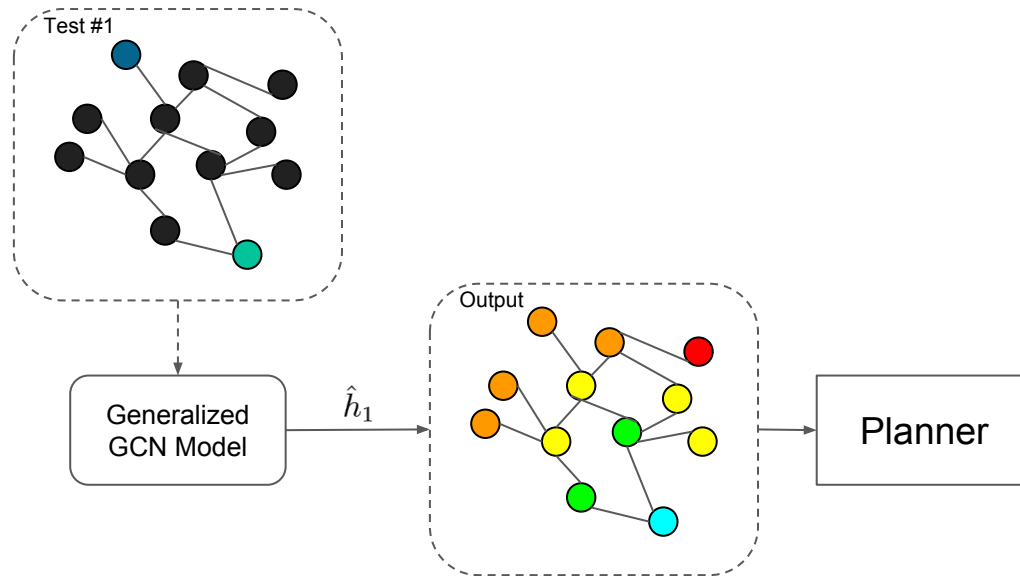 Test #1
Generalized
GCN Model
ĥ₁
Output
Planner